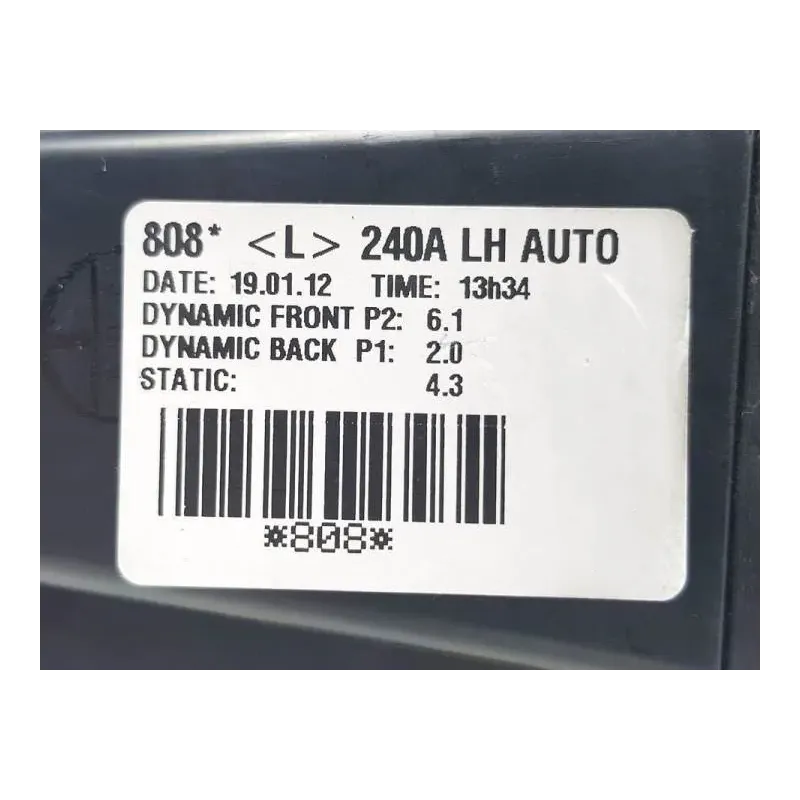 808* <L> 240A LH AUTO
DATE: 19.01.12 TIME: 13h34
DYNAMIC FRONT P2: 6.1
DYNAMIC BACK P1: 2.0
STATIC: 4.3
*808*